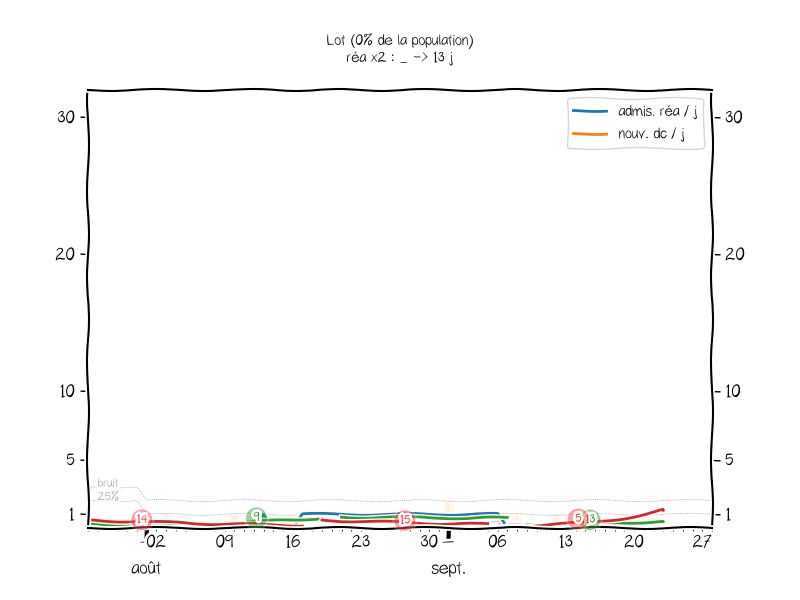 Lot (0% de la population)
réa x2 : _ -> 13 j
admis. réa / j
nouv. dc / j
30 30
20 20
10 10
5 5
bruit
25%
1 14 9 15 5 13 1
02 09 16 23 30 06 13 20 27
août sept.